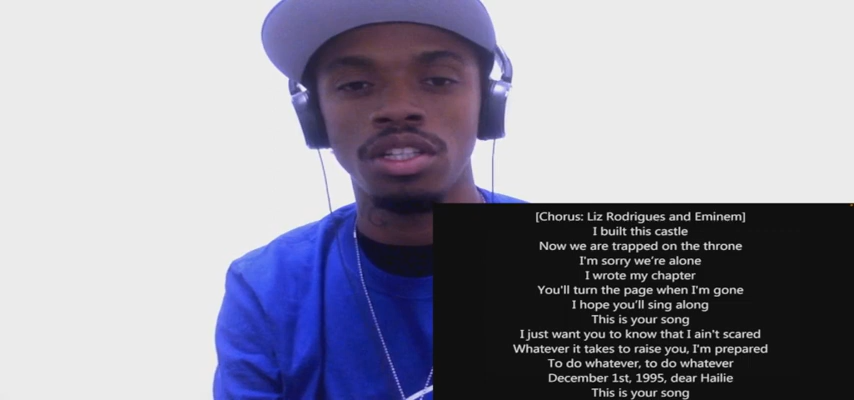 [Chorus: Liz Rodrigues and Eminem]
I built this castle
Now we are trapped on the throne
I'm sorry we're alone
I wrote my chapter
You'll turn the page when I'm gone
I hope you'll sing along
This is your song
I just want you to know that I ain't scared
Whatever it takes to raise you, I'm prepared
To do whatever, to do whatever
December 1st, 1995, dear Hailie
This is your song